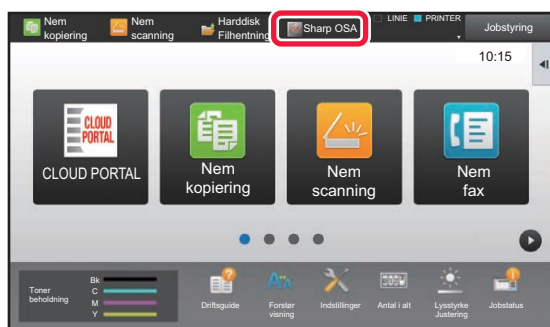 Nem
kopiering
Nem
scanning
Harddisk
Filhentning
Sharp OSA
LINIE
PRINTER
Jobstyring
10:15
CLOUD
PORTAL
CLOUD PORTAL
Nem
kopiering
Nem
scanning
Nem
fax
Toner
beholdning
Bk
C
M
Y
Driftsguide
Forstør
visning
Indstillinger
Antal i alt
Lysstyrke
Justering
Jobstatus